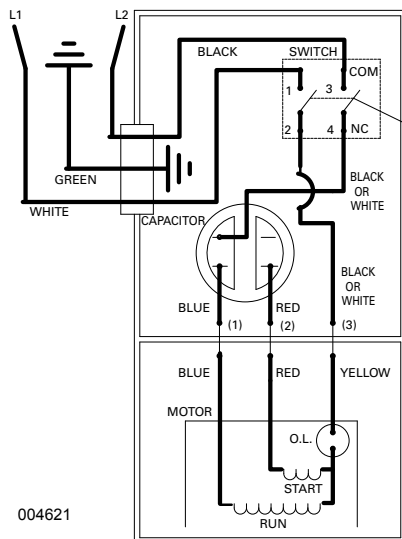 L1
L2
BLACK
SWITCH
COM
1
3
2
4
NC
GREEN
WHITE
CAPACITOR
BLACK
OR
WHITE
BLACK
OR
WHITE
BLUE
RED
(1)
(2)
(3)
BLUE
RED
YELLOW
MOTOR
O.L.
START
RUN
004621